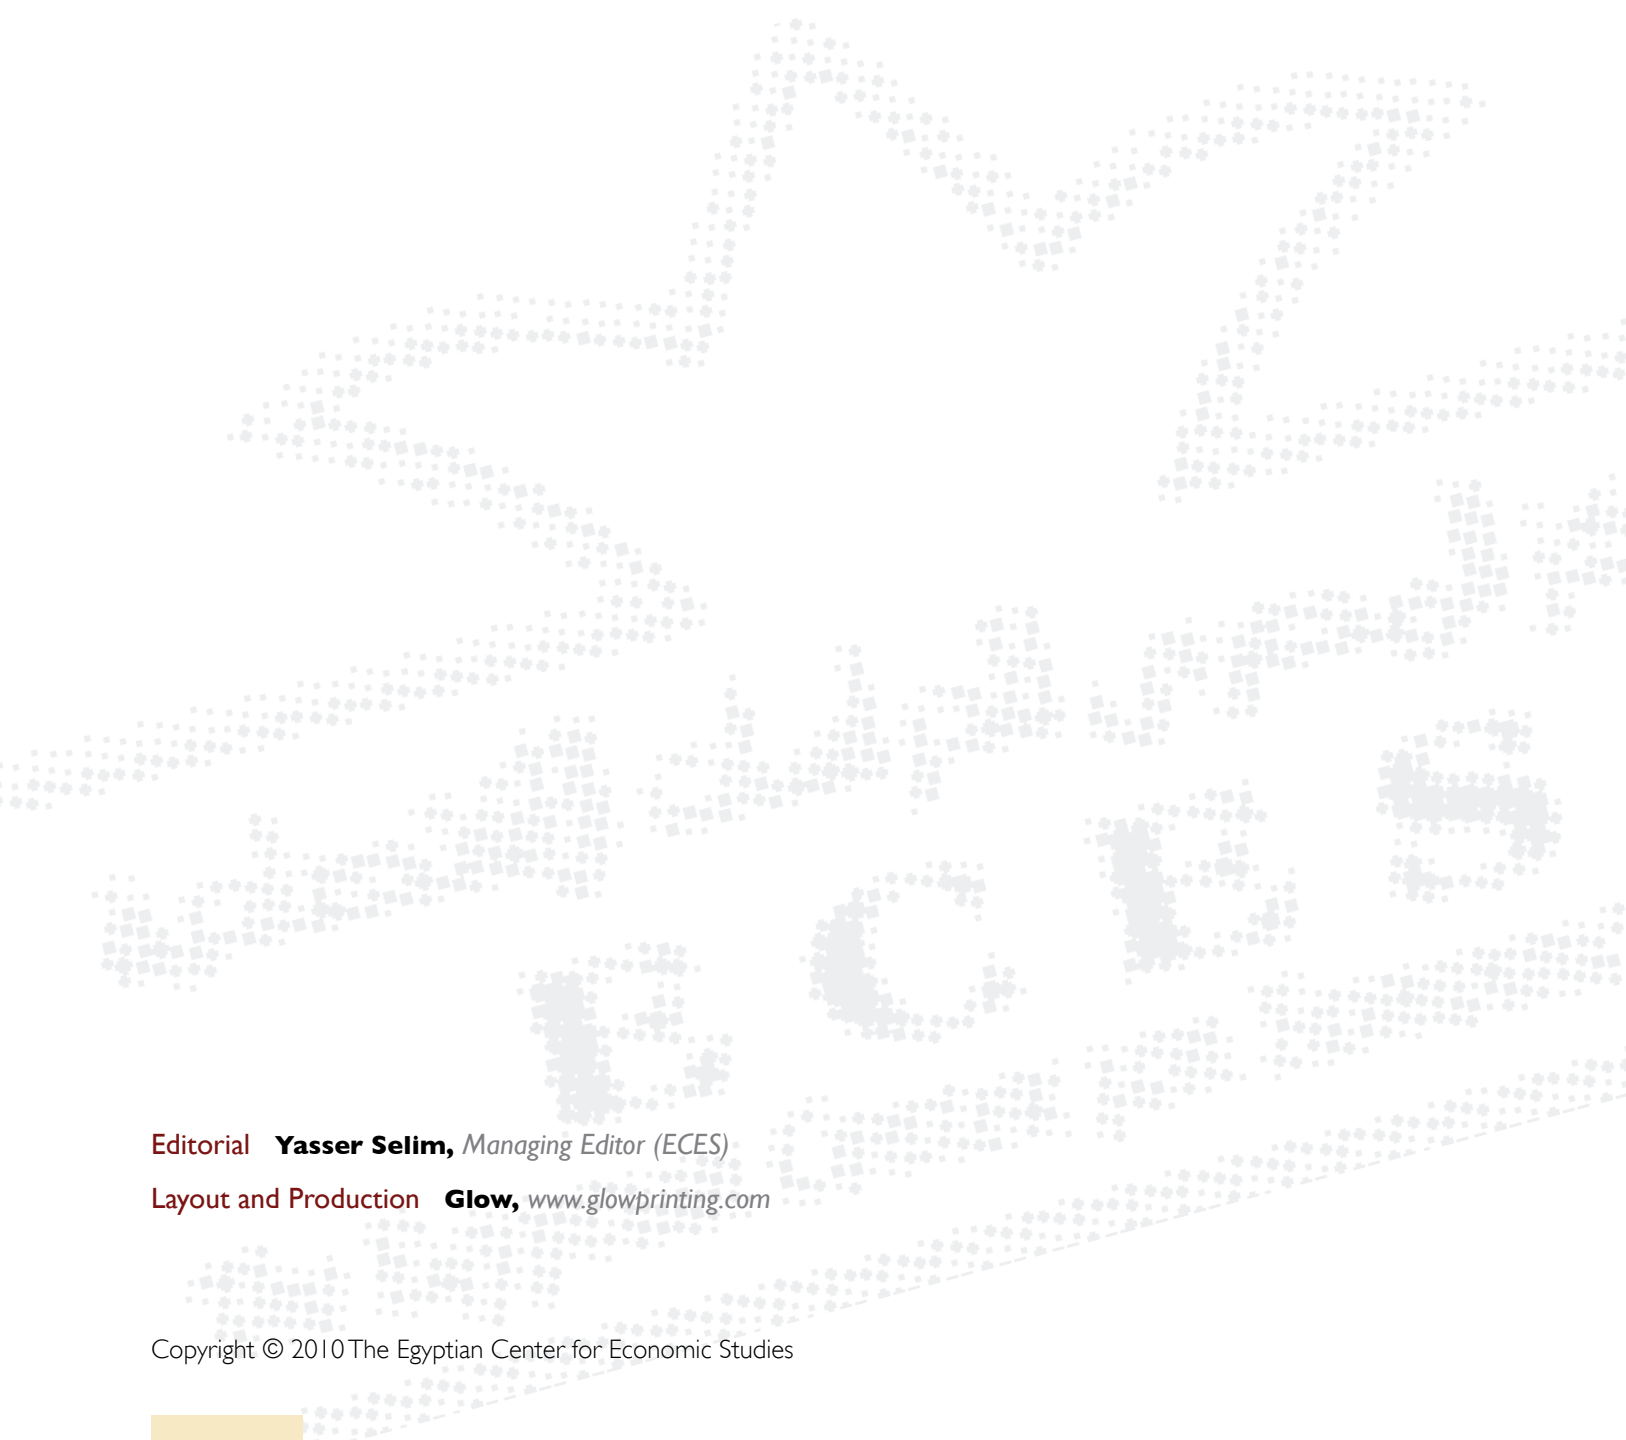 ECES
Editorial Yasser Selim, Managing Editor (ECES)
Layout and Production Glow, www.glowprinting.com
Copyright © 2010 The Egyptian Center for Economic Studies